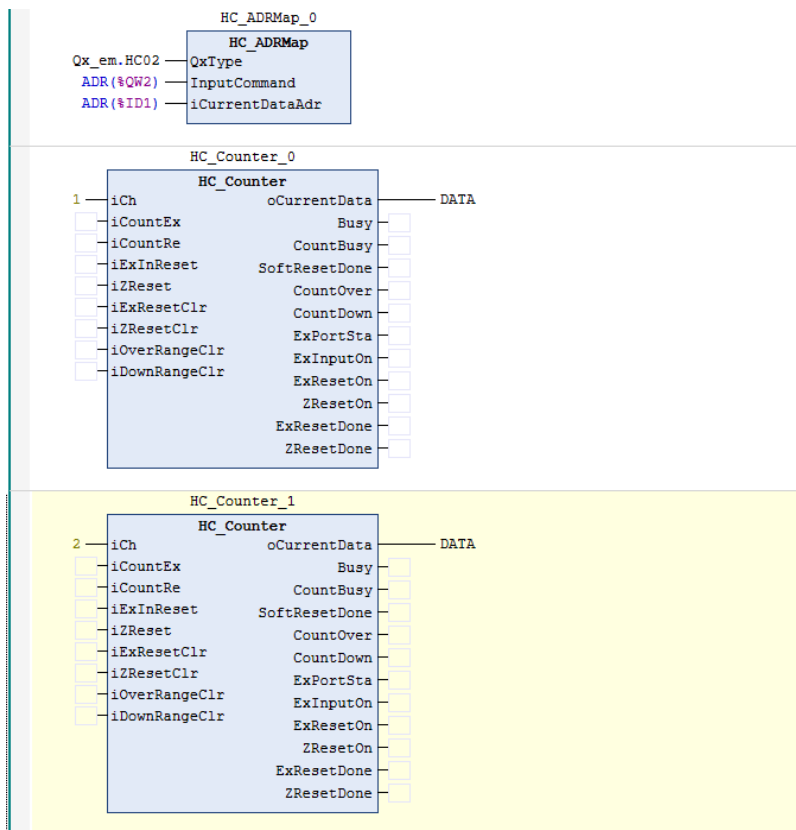 HC_ADRMap_0
HC_ADRMap
Qx_em.HC02 QxType
ADR(%QW2) InputCommand
ADR(%ID1) iCurrentDataAdr
HC_Counter_0
HC_Counter
1 iCh oCurrentData DATA
iCountEx Busy
iCountRe CountBusy
iExInReset SoftResetDone
iZReset CountOver
iExResetClr CountDown
iZResetClr ExPortSta
iOverRangeClr ExInputOn
iDownRangeClr ExResetOn
ZResetOn
ExResetDone
ZResetDone
HC_Counter_1
HC_Counter
2 iCh oCurrentData DATA
iCountEx Busy
iCountRe CountBusy
iExInReset SoftResetDone
iZReset CountOver
iExResetClr CountDown
iZResetClr ExPortSta
iOverRangeClr ExInputOn
iDownRangeClr ExResetOn
ZResetOn
ExResetDone
ZResetDone